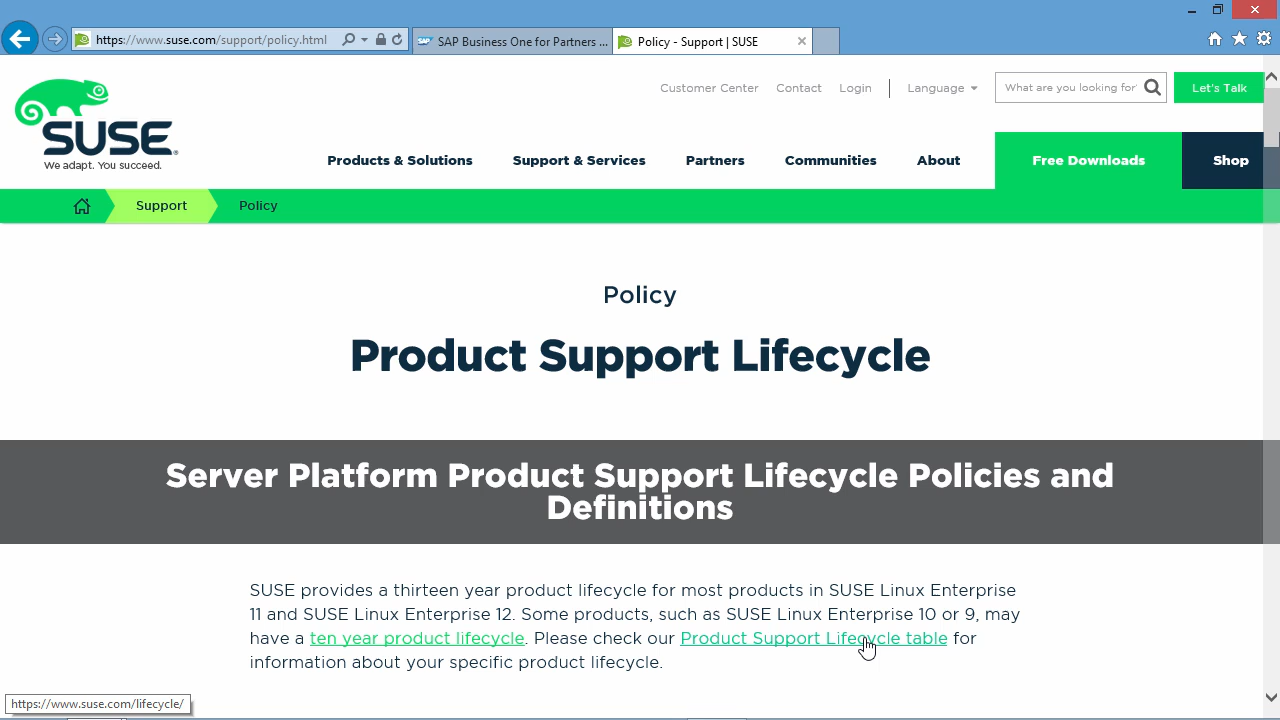 https://www.suse.com/support/policy.html
SAP Business One for Partners ...
Policy - Support | SUSE
Customer Center
Contact
Login
Language
What are you looking for?
Let's Talk
SUSE
We adapt. You succeed.
Products & Solutions
Support & Services
Partners
Communities
About
Free Downloads
Shop
Support
Policy
Policy
Product Support Lifecycle
Server Platform Product Support Lifecycle Policies and
Definitions
SUSE provides a thirteen year product lifecycle for most products in SUSE Linux Enterprise
11 and SUSE Linux Enterprise 12. Some products, such as SUSE Linux Enterprise 10 or 9, may
have a ten year product lifecycle. Please check our Product Support Lifecycle table for
information about your specific product lifecycle.
https://www.suse.com/lifecycle/